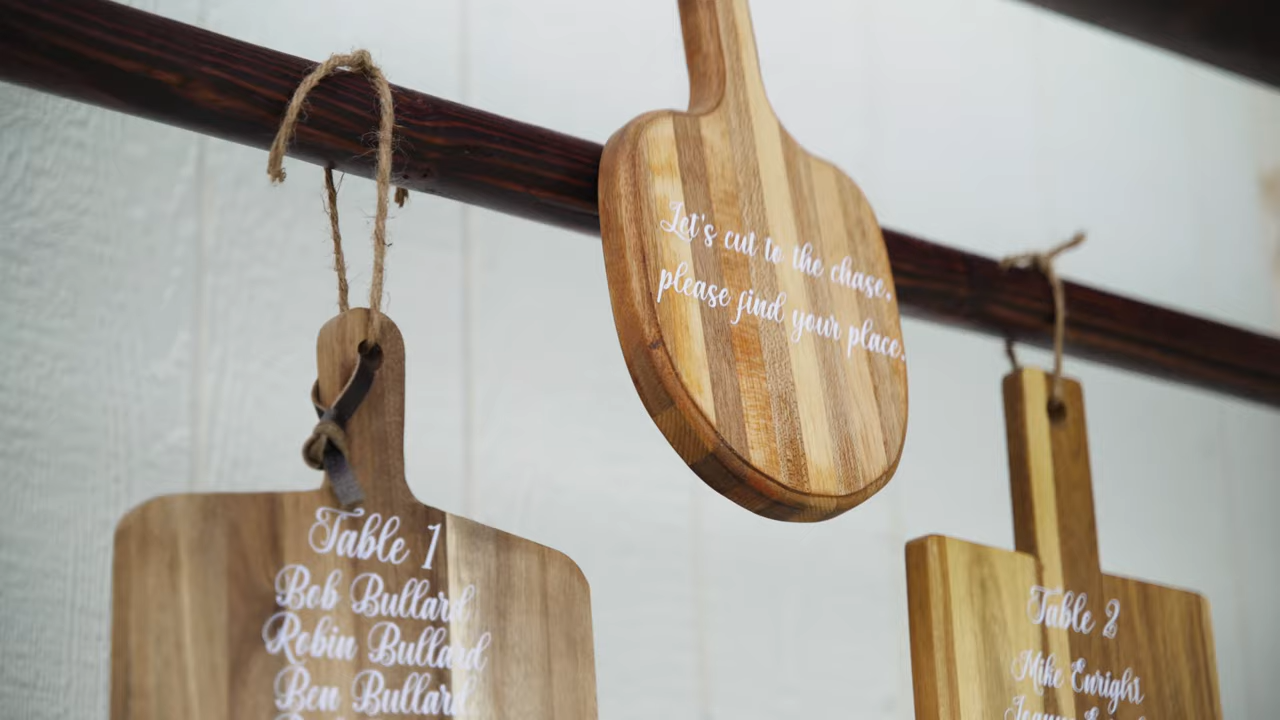 Let's cut to the chase,
please find your place.
Table 1
Bob Bullard
Robin Bullard
Ben Bullard
Table 2
Mike Enright